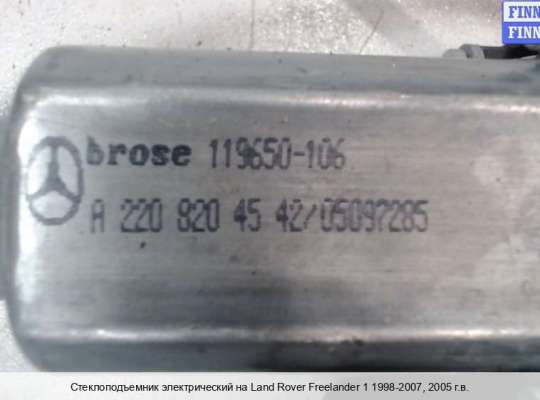 FINN
FINN
brose 119650-106
A 220 820 45 42/05097285
Стеклоподъемник электрический на Land Rover Freelander 1 1998-2007, 2005 г.в.